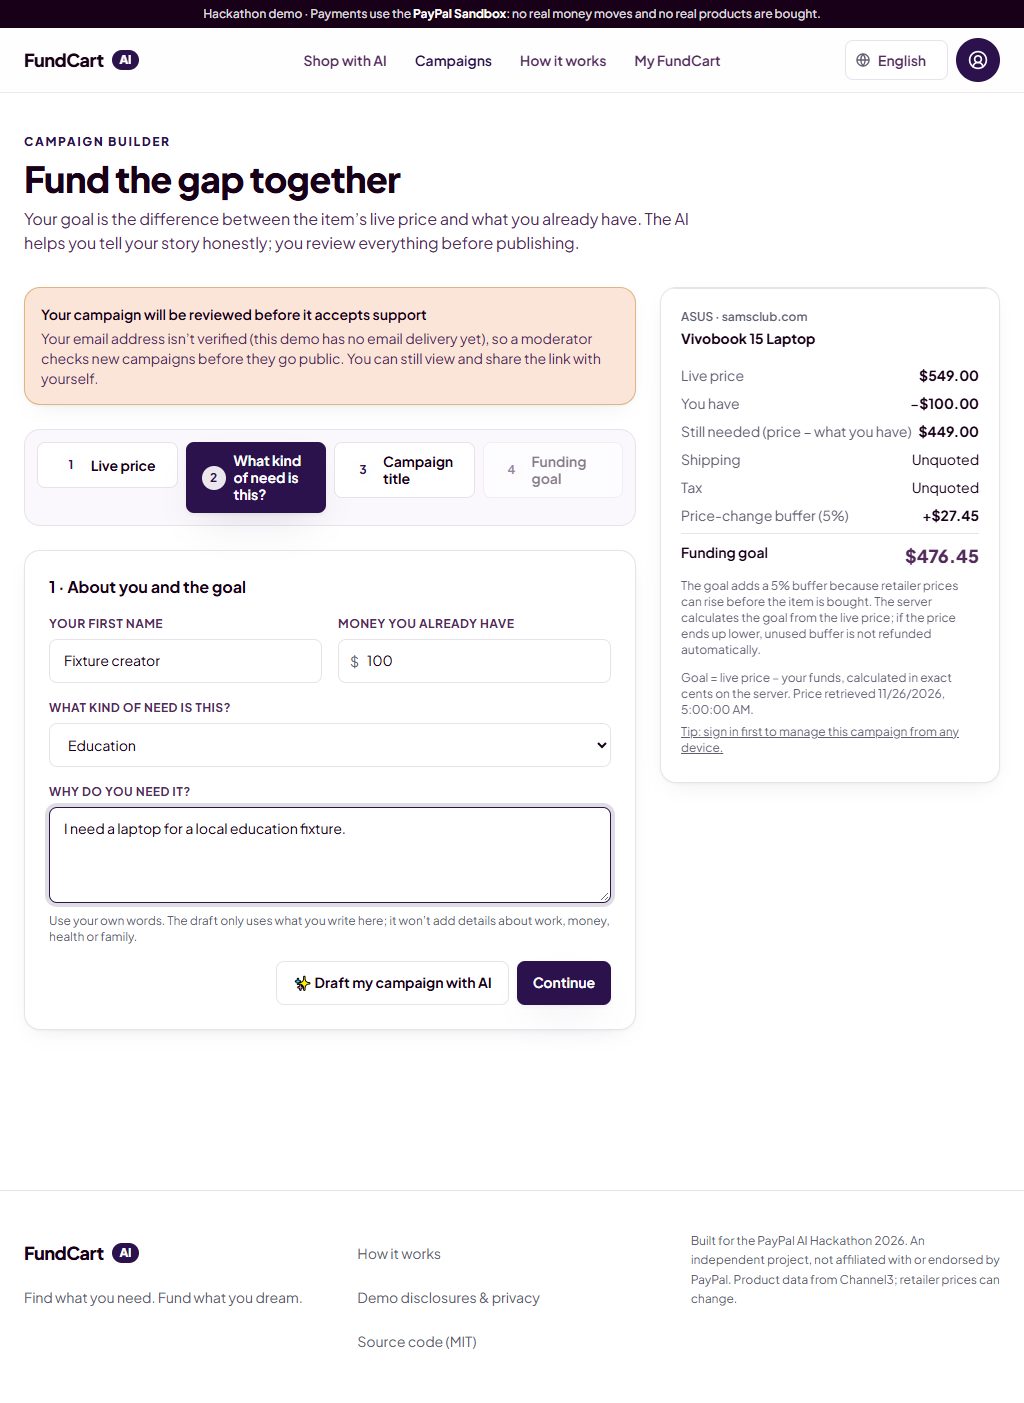 Hackathon demo · Payments use the PayPal Sandbox: no real money moves and no real products are bought.
FundCart AI
Shop with AI
Campaigns
How it works
My FundCart
English
CAMPAIGN BUILDER
Fund the gap together
Your goal is the difference between the item's live price and what you already have. The AI
helps you tell your story honestly; you review everything before publishing.
Your campaign will be reviewed before it accepts support
Your email address isn't verified (this demo has no email delivery yet), so a moderator
checks new campaigns before they go public. You can still view and share the link with
yourself.
1 Live price
2 What kind
of need is
this?
3 Campaign
title
4 Funding
goal
1 · About you and the goal
YOUR FIRST NAME
Fixture creator
MONEY YOU ALREADY HAVE
$ 100
WHAT KIND OF NEED IS THIS?
Education
WHY DO YOU NEED IT?
I need a laptop for a local education fixture.
Use your own words. The draft only uses what you write here; it won't add details about work, money,
health or family.
✨ Draft my campaign with AI
Continue
ASUS · samsclub.com
Vivobook 15 Laptop
Live price $549.00
You have −$100.00
Still needed (price − what you have) $449.00
Shipping Unquoted
Tax Unquoted
Price-change buffer (5%) +$27.45
Funding goal $476.45
The goal adds a 5% buffer because retailer prices
can rise before the item is bought. The server
calculates the goal from the live price; if the price
ends up lower, unused buffer is not refunded
automatically.
Goal = live price − your funds, calculated in exact
cents on the server. Price retrieved 11/26/2026,
5:00:00 AM.
Tip: sign in first to manage this campaign from any
device.
FundCart AI
Find what you need. Fund what you dream.
How it works
Demo disclosures & privacy
Source code (MIT)
Built for the PayPal AI Hackathon 2026. An
independent project, not affiliated with or endorsed by
PayPal. Product data from Channel3; retailer prices can
change.